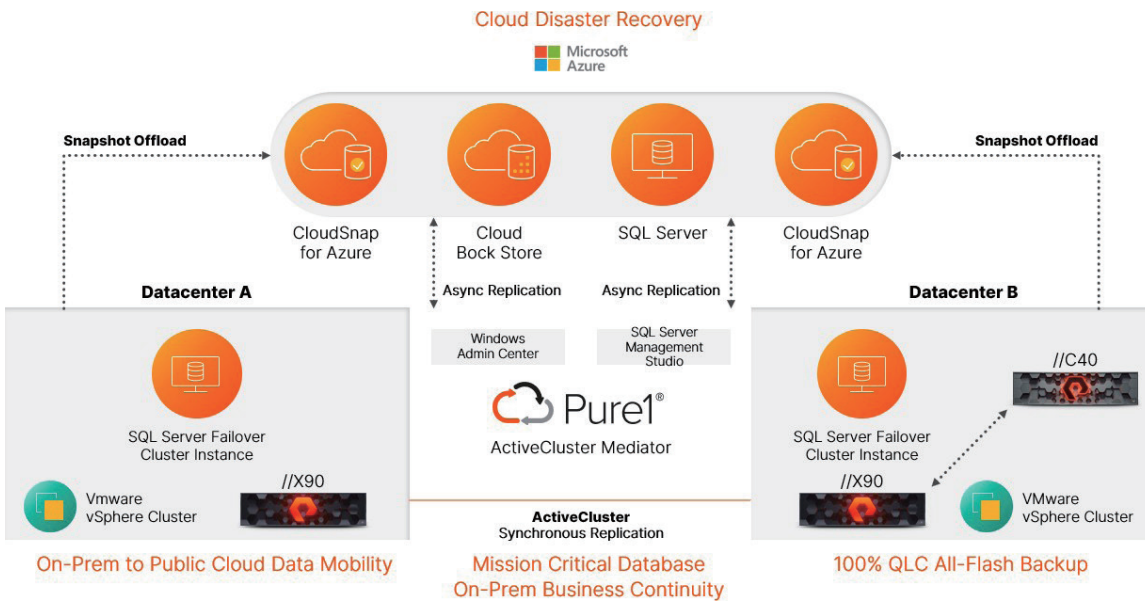 Cloud Disaster Recovery
Microsoft
Azure
Snapshot Offload
Snapshot Offload
CloudSnap
for Azure
Cloud
Bock Store
SQL Server
CloudSnap
for Azure
Async Replication
Async Replication
Datacenter A
Datacenter B
Windows
Admin Center
SQL Server
Management
Studio
//C40
Pure1®
ActiveCluster Mediator
SQL Server Failover
Cluster Instance
SQL Server Failover
Cluster Instance
//X90
//X90
Vmware
vSphere Cluster
VMware
vSphere Cluster
ActiveCluster
Synchronous Replication
On-Prem to Public Cloud Data Mobility
Mission Critical Database
On-Prem Business Continuity
100% QLC All-Flash Backup